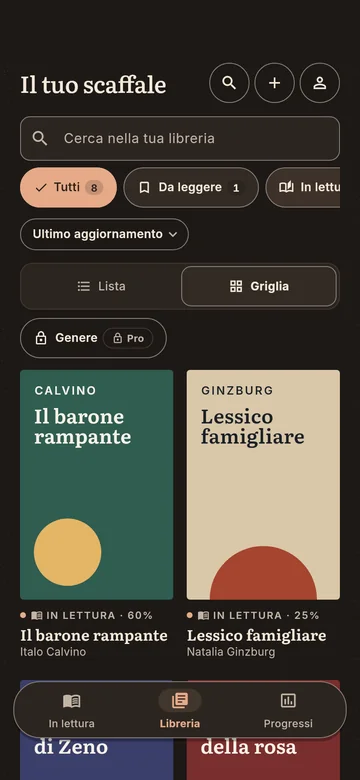 Il tuo scaffale
Cerca nella tua libreria
Tutti 8
Da leggere 1
In lettu
Ultimo aggiornamento
Lista
Griglia
Genere Pro
CALVINO
Il barone
rampante
GINZBURG
Lessico
famigliare
IN LETTURA · 60%
Il barone rampante
Italo Calvino
IN LETTURA · 25%
Lessico famigliare
Natalia Ginzburg
In lettura
Libreria
Progressi
di Zeno
della rosa